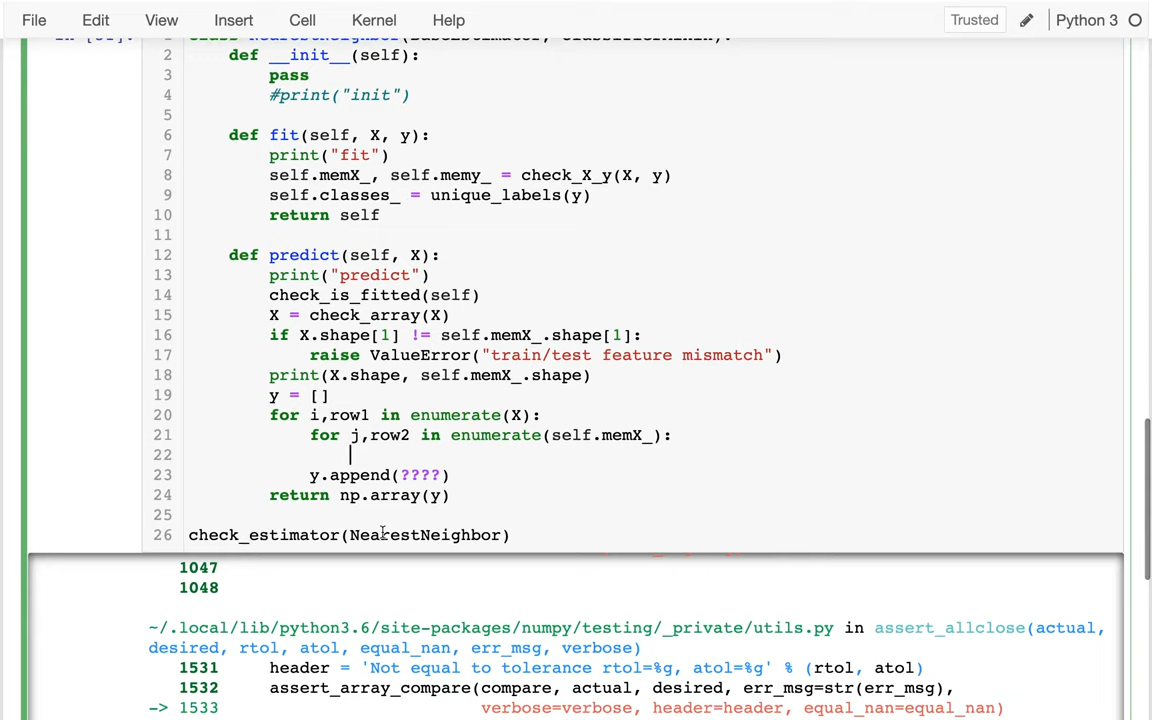 File Edit View Insert Cell Kernel Help Trusted Python 3
2 def __init__(self):
3 pass
4 #print("init")
5
6 def fit(self, X, y):
7 print("fit")
8 self.memX_, self.memy_ = check_X_y(X, y)
9 self.classes_ = unique_labels(y)
10 return self
11
12 def predict(self, X):
13 print("predict")
14 check_is_fitted(self)
15 X = check_array(X)
16 if X.shape[1] != self.memX_.shape[1]:
17 raise ValueError("train/test feature mismatch")
18 print(X.shape, self.memX_.shape)
19 y = []
20 for i,row1 in enumerate(X):
21 for j,row2 in enumerate(self.memX_):
22
23 y.append(????)
24 return np.array(y)
25
26 check_estimator(NearestNeighbor)
1047
1048
~/.local/lib/python3.6/site-packages/numpy/testing/_private/utils.py in assert_allclose(actual,
desired, rtol, atol, equal_nan, err_msg, verbose)
1531 header = 'Not equal to tolerance rtol=%g, atol=%g' % (rtol, atol)
1532 assert_array_compare(compare, actual, desired, err_msg=str(err_msg),
-> 1533 verbose=verbose, header=header, equal_nan=equal_nan)